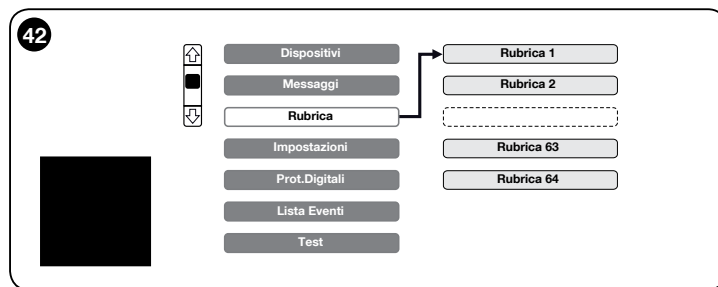 42
Dispositivi
Messaggi
Rubrica
Impostazioni
Prot.Digitali
Lista Eventi
Test
Rubrica 1
Rubrica 2
Rubrica 63
Rubrica 64